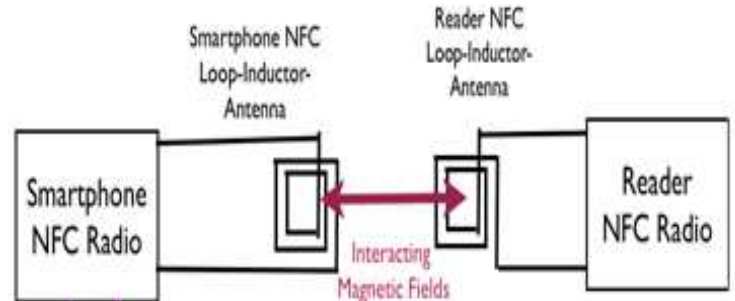 Smartphone NFC
Loop-Inductor-
Antenna
Reader NFC
Loop-Inductor-
Antenna
Smartphone
NFC Radio
Reader
NFC Radio
Interacting
Magnetic Fields